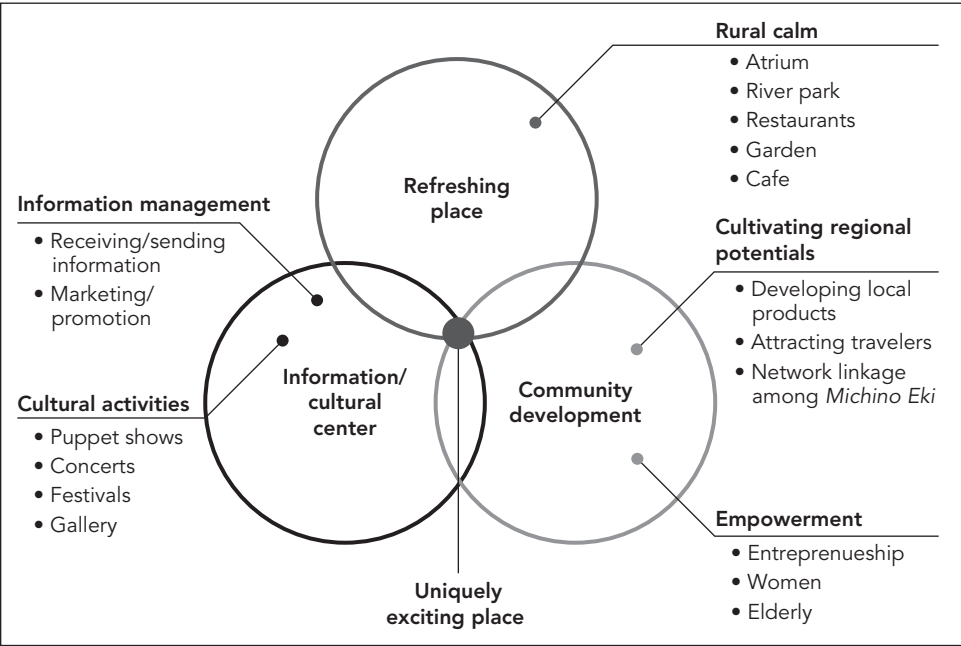 Rural calm
• Atrium
• River park
• Restaurants
• Garden
• Cafe
Refreshing
place
Information management
• Receiving/sending
information
• Marketing/
promotion
Cultivating regional
potentials
• Developing local
products
• Attracting travelers
• Network linkage
among Michino Eki
Information/
cultural
center
Community
development
Cultural activities
• Puppet shows
• Concerts
• Festivals
• Gallery
Empowerment
• Entreprenueship
• Women
• Elderly
Uniquely
exciting place